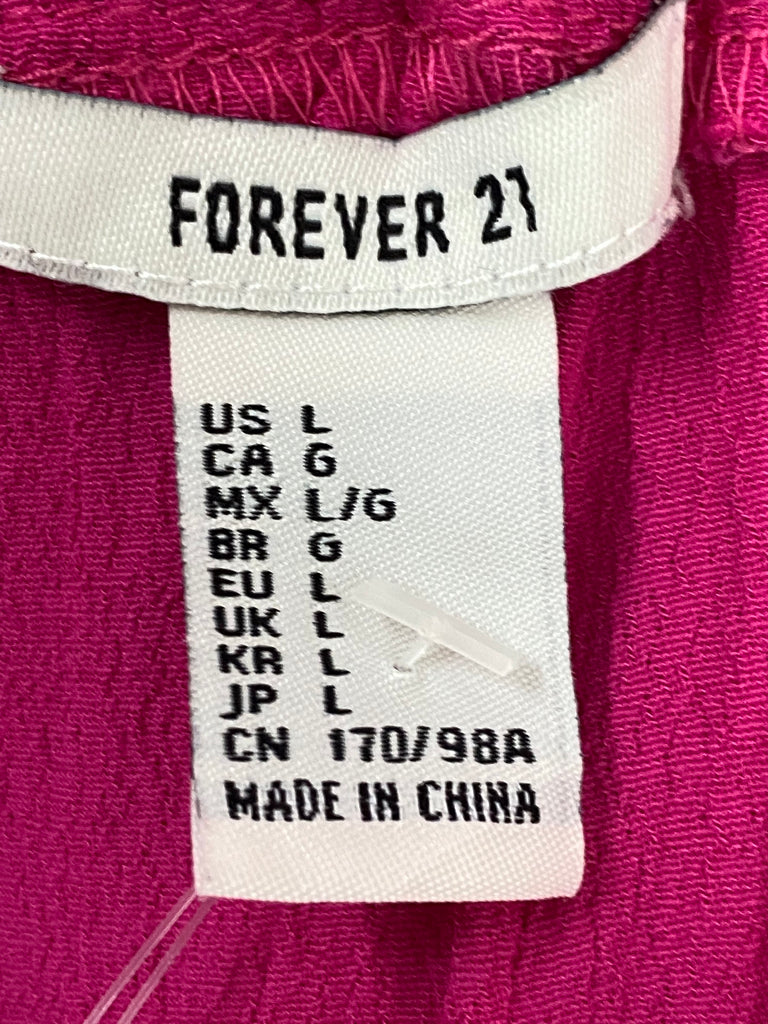 FOREVER 21
US L
CA G
MX L/G
BR G
EU L
UK L
KR L
JP L
CN 170/98A
MADE IN CHINA